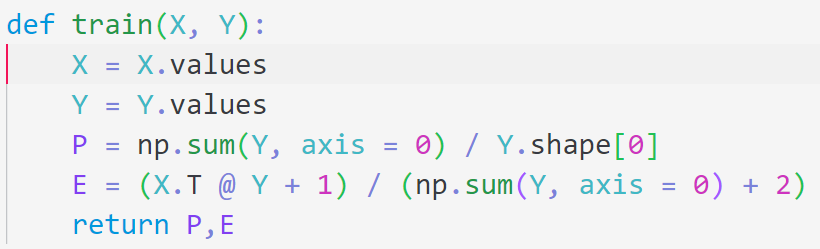 def train(X, Y):
    X = X.values
    Y = Y.values
    P = np.sum(Y, axis = 0) / Y.shape[0]
    E = (X.T @ Y + 1) / (np.sum(Y, axis = 0) + 2)
    return P,E